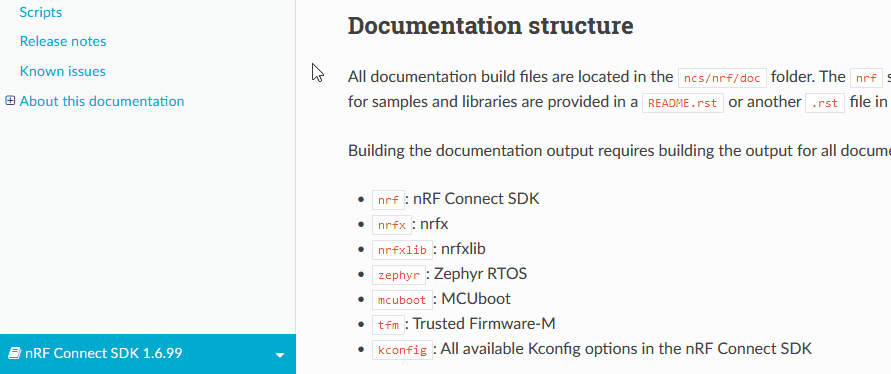 Scripts
Release notes
Known issues
About this documentation
nRF Connect SDK 1.6.99
Documentation structure
All documentation build files are located in the ncs/nrf/doc folder. The nrf
for samples and libraries are provided in a README.rst or another .rst file in
Building the documentation output requires building the output for all
nrf : nRF Connect SDK
nrfx : nrfx
nrfxlib : nrfxlib
zephyr : Zephyr RTOS
mcuboot : MCUboot
tfm : Trusted Firmware-M
kconfig : All available Kconfig options in the nRF Connect SDK